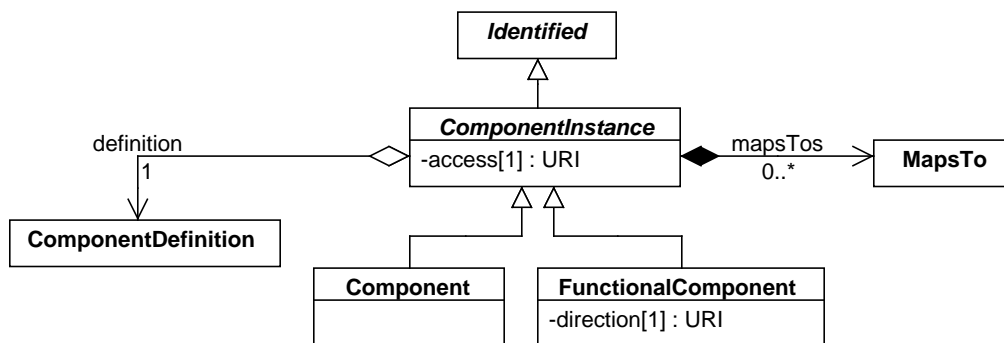 Identified
ComponentInstance
-access[1] : URI
definition
1
mapsTos
0..*
MapsTo
ComponentDefinition
Component
FunctionalComponent
-direction[1] : URI